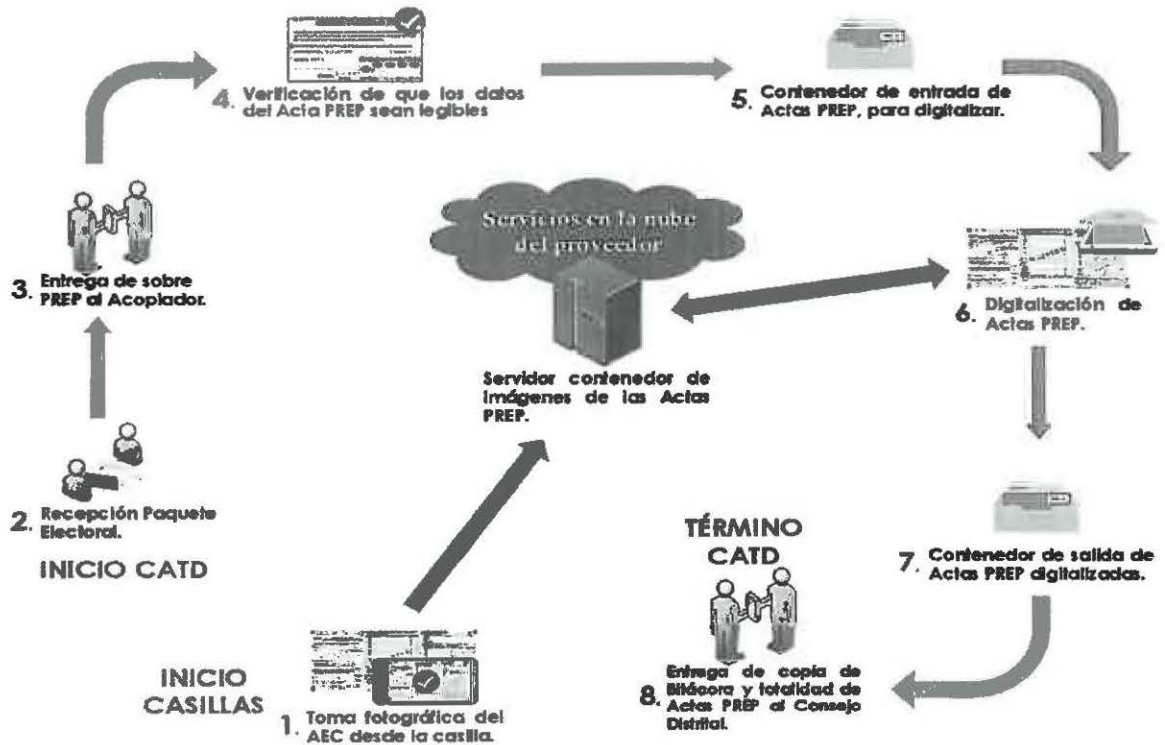 4. Verificación de que los datos
del Acta PREP sean legibles
5. Contenedor de entrada de
Actas PREP, para digitalizar.
Servicios en la nube
del proveedor
3. Entrega de sobre
PREP al Acopiador.
6. Digitalización de
Actas PREP.
Servidor contenedor de
imágenes de las Actas
PREP.
2. Recepción Paquete
Electoral.
INICIO CATD
7. Contenedor de salida de
Actas PREP digitalizadas.
TÉRMINO
CATD
8. Entrega de copia de
Bitácora y totalidad de
Actas PREP al Consejo
Distrital.
INICIO
CASILLAS
1. Toma fotográfica del
AEC desde la casilla.